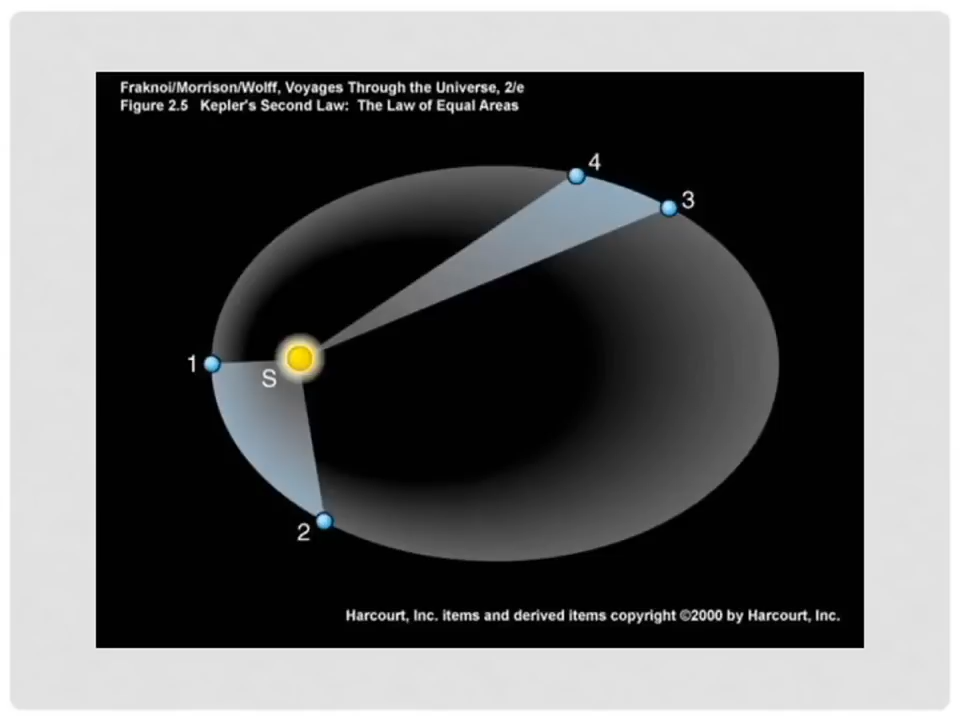 Fraknoi/Morrison/Wolff, Voyages Through the Universe, 2/e
Figure 2.5 Kepler's Second Law: The Law of Equal Areas
4
3
1
S
2
Harcourt, Inc. items and derived items copyright ©2000 by Harcourt, Inc.